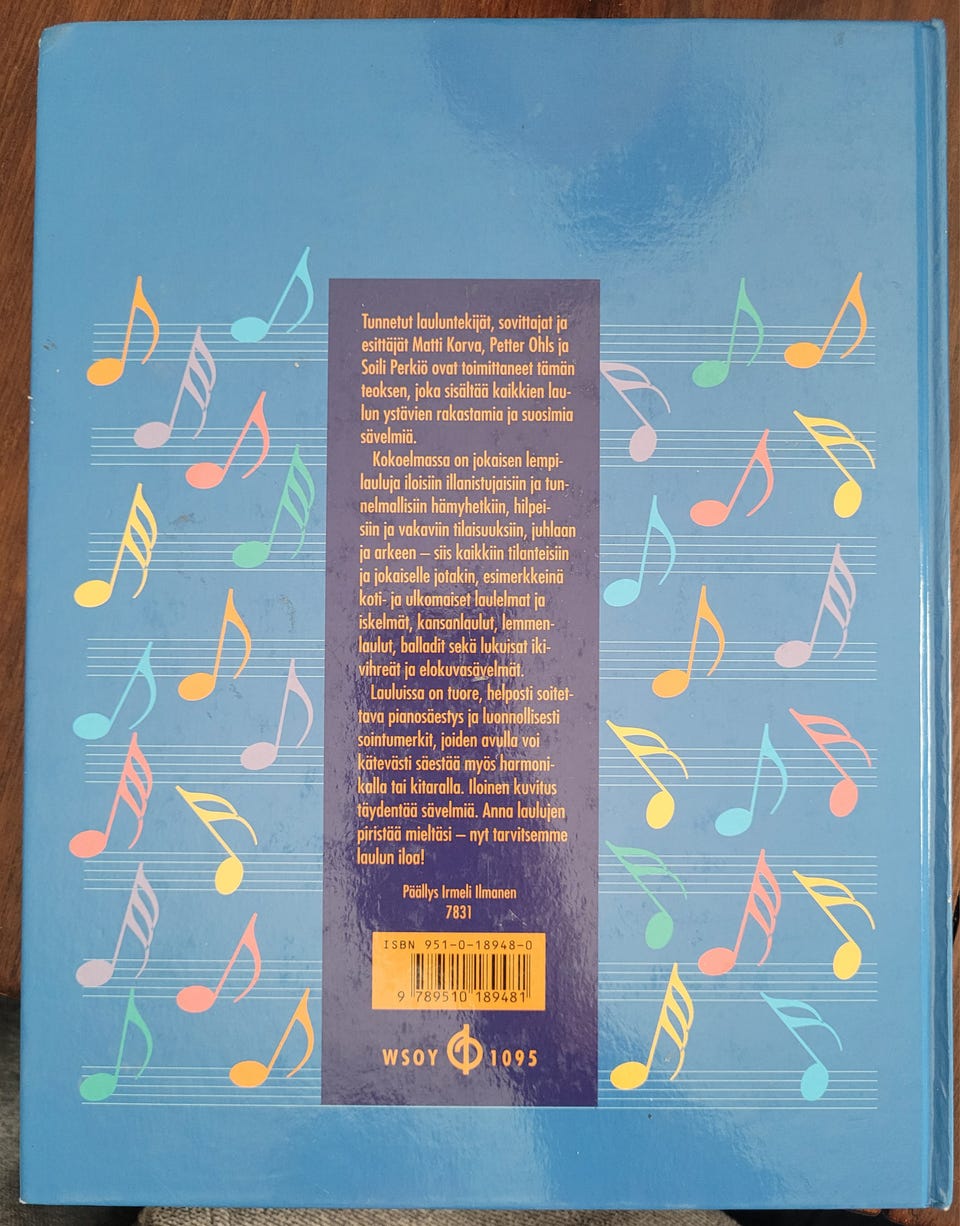 Tunnetut lauluntekijät, sovittajat ja
esittäjät Matti Korva, Petter Ohls ja
Soili Perkiö ovat toimittaneet tämän
teoksen, joka sisältää kaikkien lau-
lun ystävien rakastamia ja suosimia
sävelmiä.
Kokoelmassa on jokaisen lempi-
lauluja iloisiin illanistujaisiin ja tun-
nelmallisiin hämyhetkiin, hilpei-
siin ja vakaviin tilaisuuksiin, juhlaan
ja arkeen – siis kaikkiin tilanteisiin
ja jokaiselle jotakin, esimerkkeinä
koti- ja ulkomaiset laulelmat ja
iskelmät, kansanlaulut, lemmen-
laulut, balladit sekä lukuisat iki-
vihreät ja elokuvasävelmät.
Lauluissa on tuore, helposti soitet-
tava pianosäestys ja luonnollisesti
sointumerkit, joiden avulla voi
kätevästi säestää myös harmoni-
kalla tai kitaralla. Iloinen kuvitus
täydentää sävelmiä. Anna laulujen
piristää mieltäsi – nyt tarvitsemme
laulun iloa!
Päällys Irmeli Ilmanen
7831
ISBN 951-0-18948-0
9 789510 189481
WSOY 1095